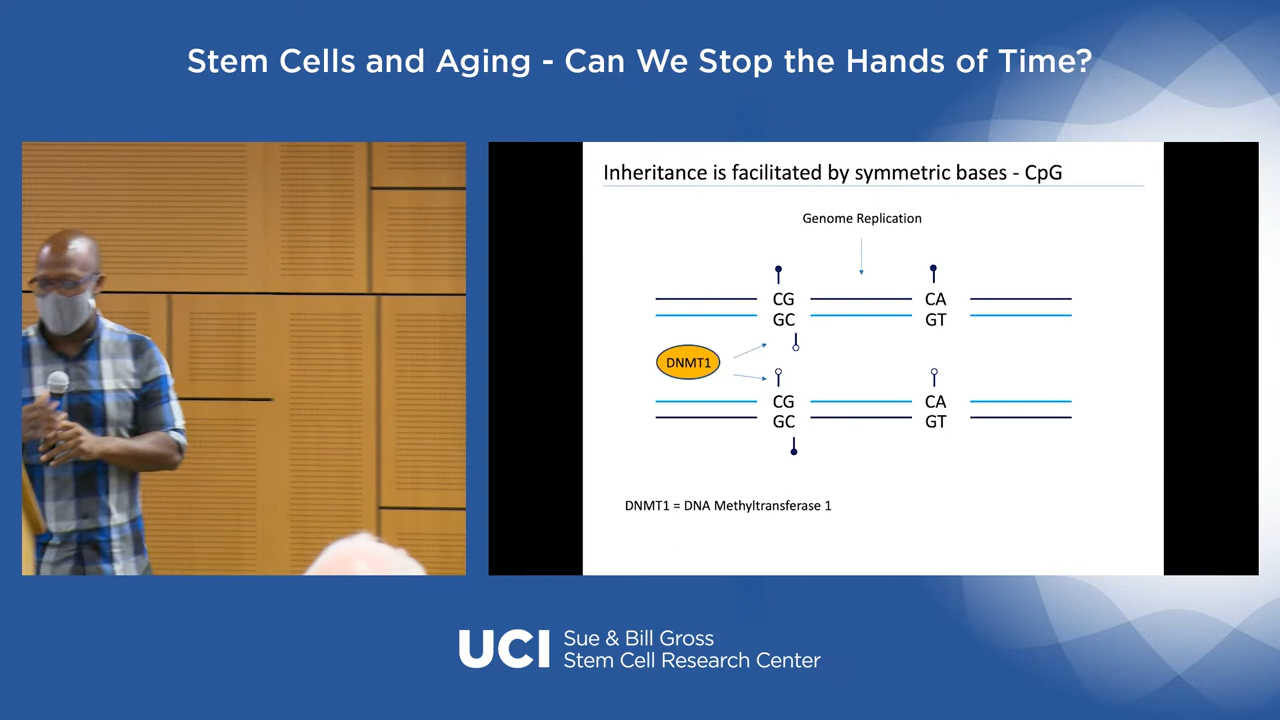 Stem Cells and Aging - Can We Stop the Hands of Time?
Inheritance is facilitated by symmetric bases - CpG
Genome Replication
CG CA
GC GT
DNMT1
CG CA
GC GT
DNMT1 = DNA Methyltransferase 1
UCI Sue & Bill Gross
Stem Cell Research Center